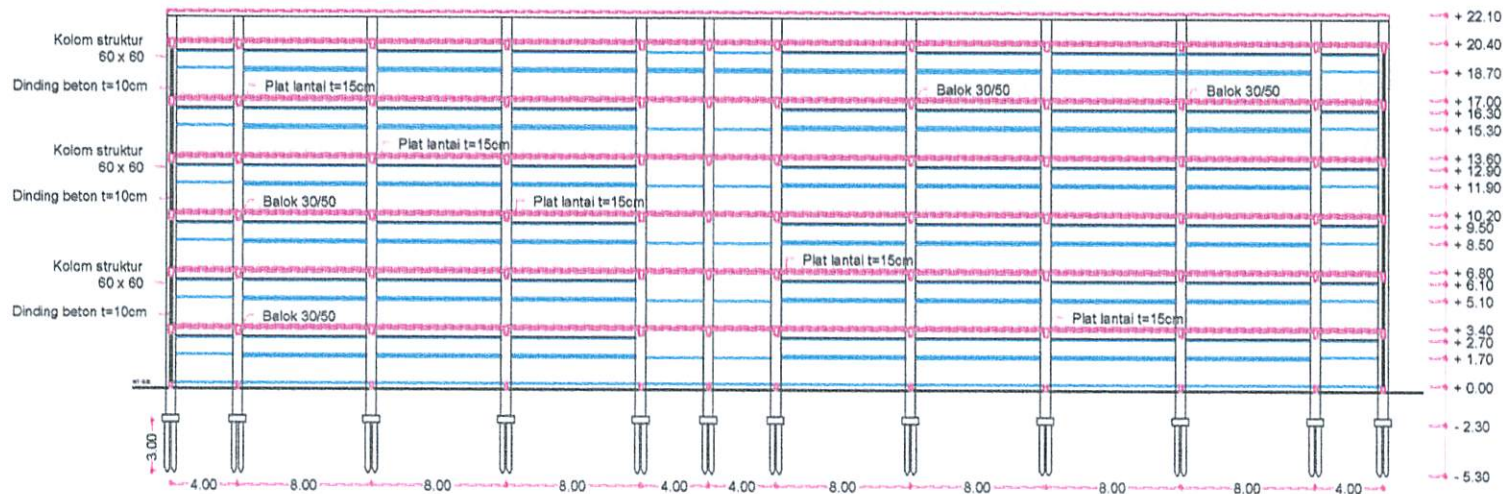 + 22.10
Kolom struktur
60 x 60
+ 20.40
Dinding beton t=10cm
Plat lantai t=15cm
Balok 30/50
Balok 30/50
+ 18.70
+ 17.00
+ 16.30
+ 15.30
Kolom struktur
60 x 60
Plat lantai t=15cm
+ 13.60
+ 12.90
+ 11.90
Dinding beton t=10cm
Balok 30/50
Plat lantai t=15cm
+ 10.20
+ 9.50
+ 8.50
Kolom struktur
60 x 60
Plat lantai t=15cm
+ 6.80
+ 6.10
+ 5.10
Dinding beton t=10cm
Balok 30/50
Plat lantai t=15cm
+ 3.40
+ 2.70
+ 1.70
+ 0.00
3.00
- 2.30
- 5.30
4.00
8.00
8.00
8.00
4.00
4.00
8.00
8.00
8.00
8.00
4.00